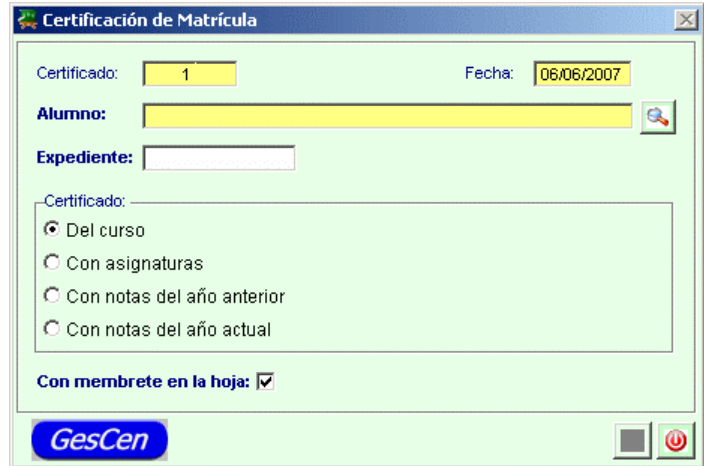 Certificación de Matrícula
Certificado: 1 Fecha: 06/06/2007
Alumno:
Expediente:
Certificado:
Del curso
Con asignaturas
Con notas del año anterior
Con notas del año actual
Con membrete en la hoja:
GesCen